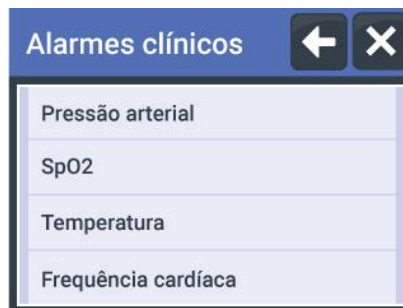 Alarmes clínicos
Pressão arterial
SpO2
Temperatura
Frequência cardíaca